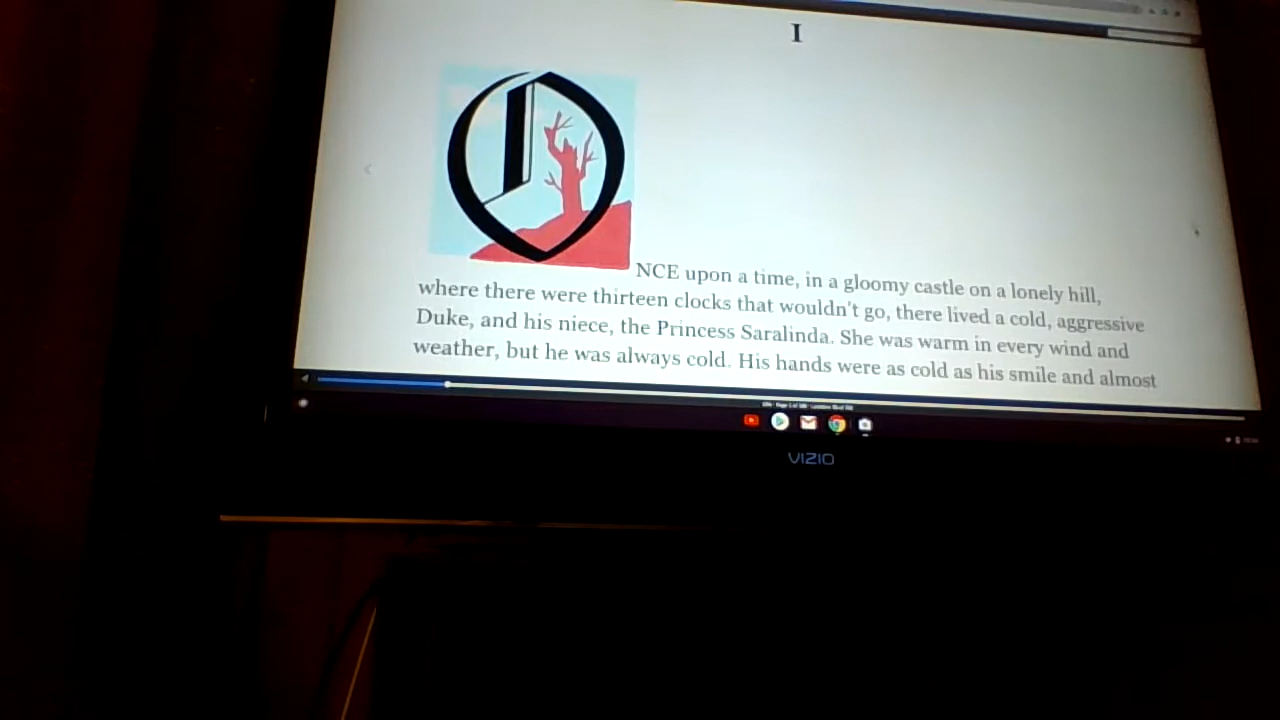 I
ONCE upon a time, in a gloomy castle on a lonely hill,
where there were thirteen clocks that wouldn't go, there lived a cold, aggressive
Duke, and his niece, the Princess Saralinda. She was warm in every wind and
weather, but he was always cold. His hands were as cold as his smile and almost
VIZIO